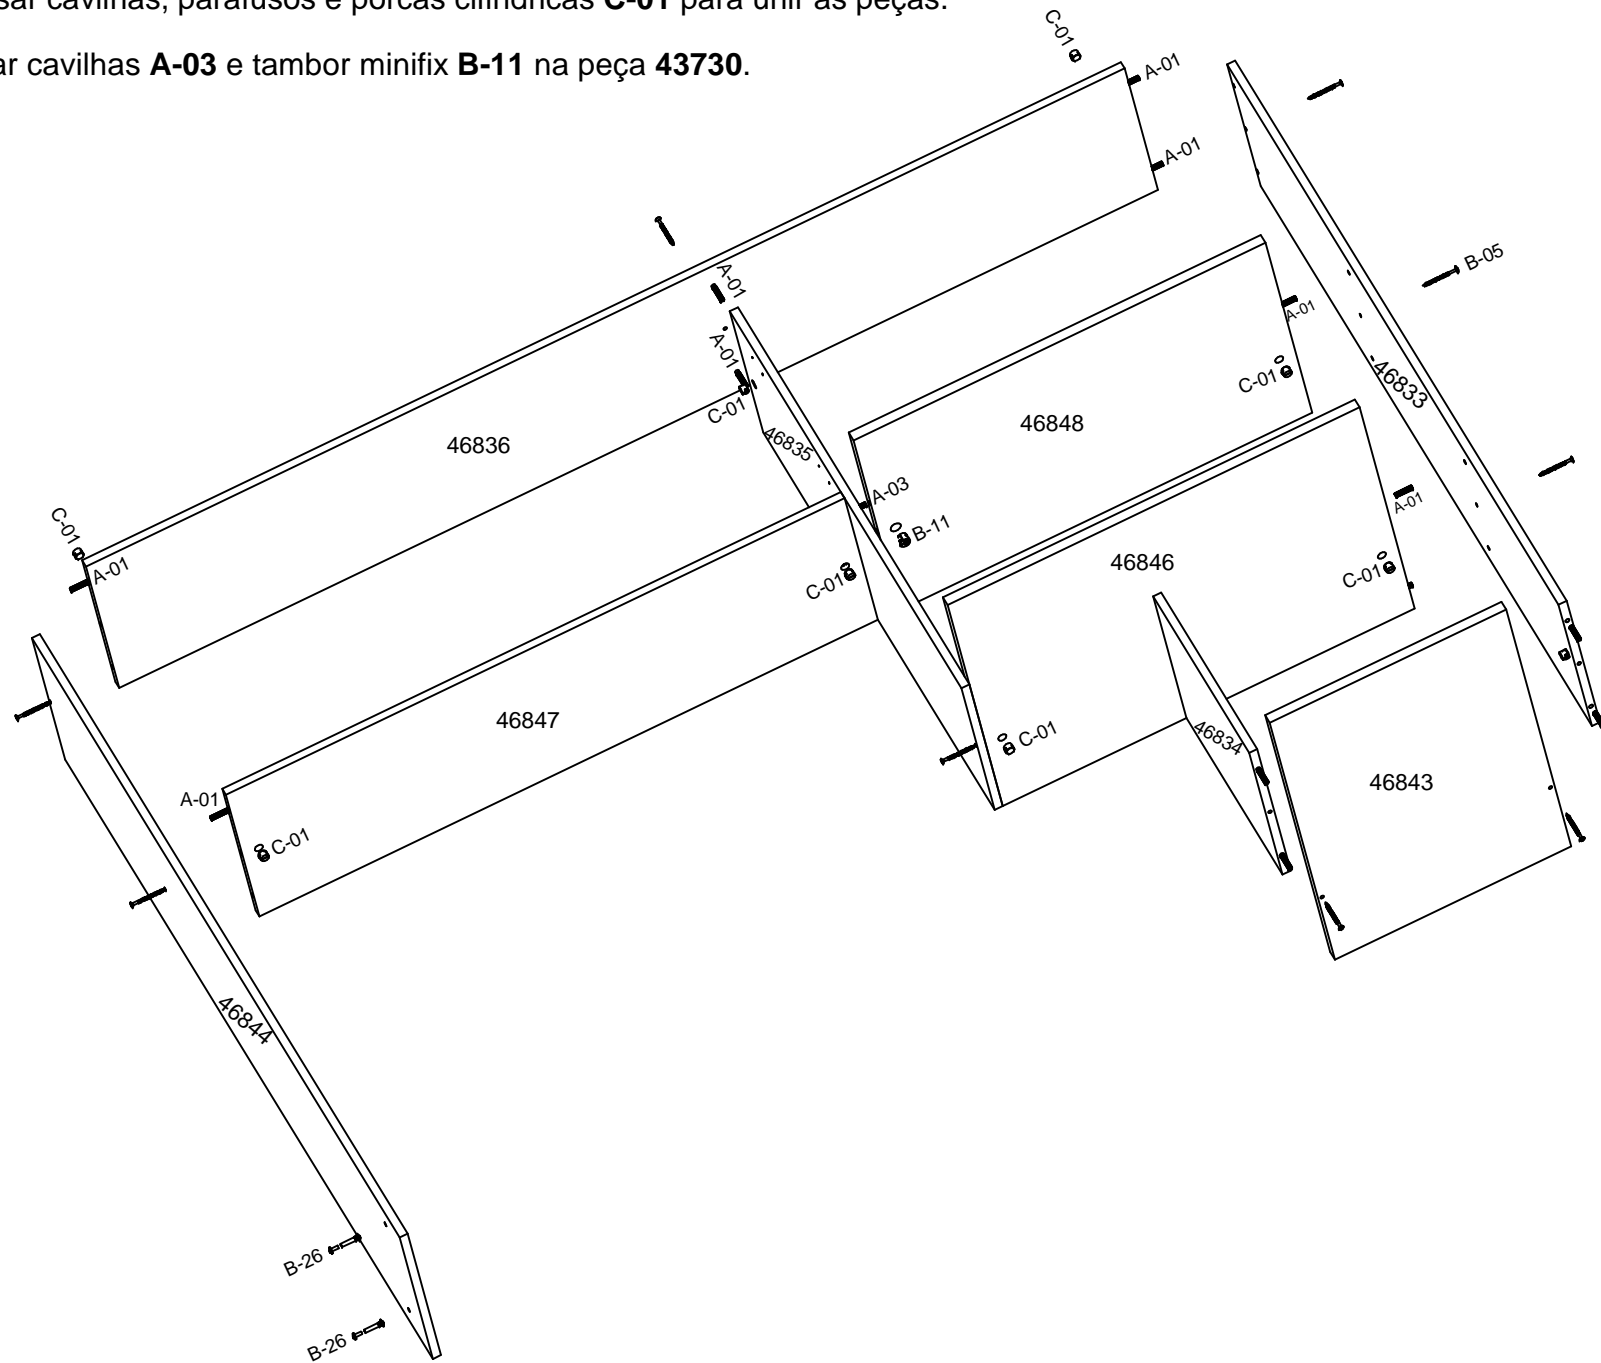 cavilhas, parafusos e porcas cilíndricas C-01 para unir as peças.
cavilhas A-03 e tambor minifix B-11 na peça 43730.
C-01
A-01
A-01
B-05
A-01
A-01
A-01
46833
C-01
C-01
46848
46835
46836
A-03
B-11
C-01
A-01
A-01
46846
C-01
C-01
46847
C-01
46834
46843
A-01
C-01
46844
B-26
B-26